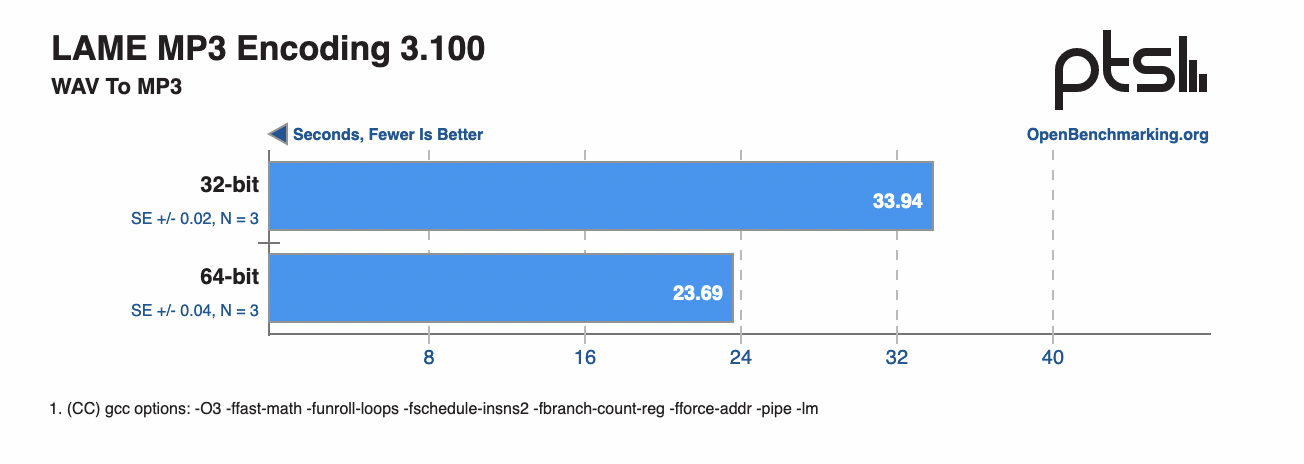 LAME MP3 Encoding 3.100
WAV To MP3
ptsl
Seconds, Fewer Is Better
OpenBenchmarking.org
32-bit
33.94
SE +/- 0.02, N = 3
64-bit
23.69
SE +/- 0.04, N = 3
8 16 24 32 40
1. (CC) gcc options: -O3 -ffast-math -funroll-loops -fschedule-insns2 -fbranch-count-reg -fforce-addr -pipe -lm